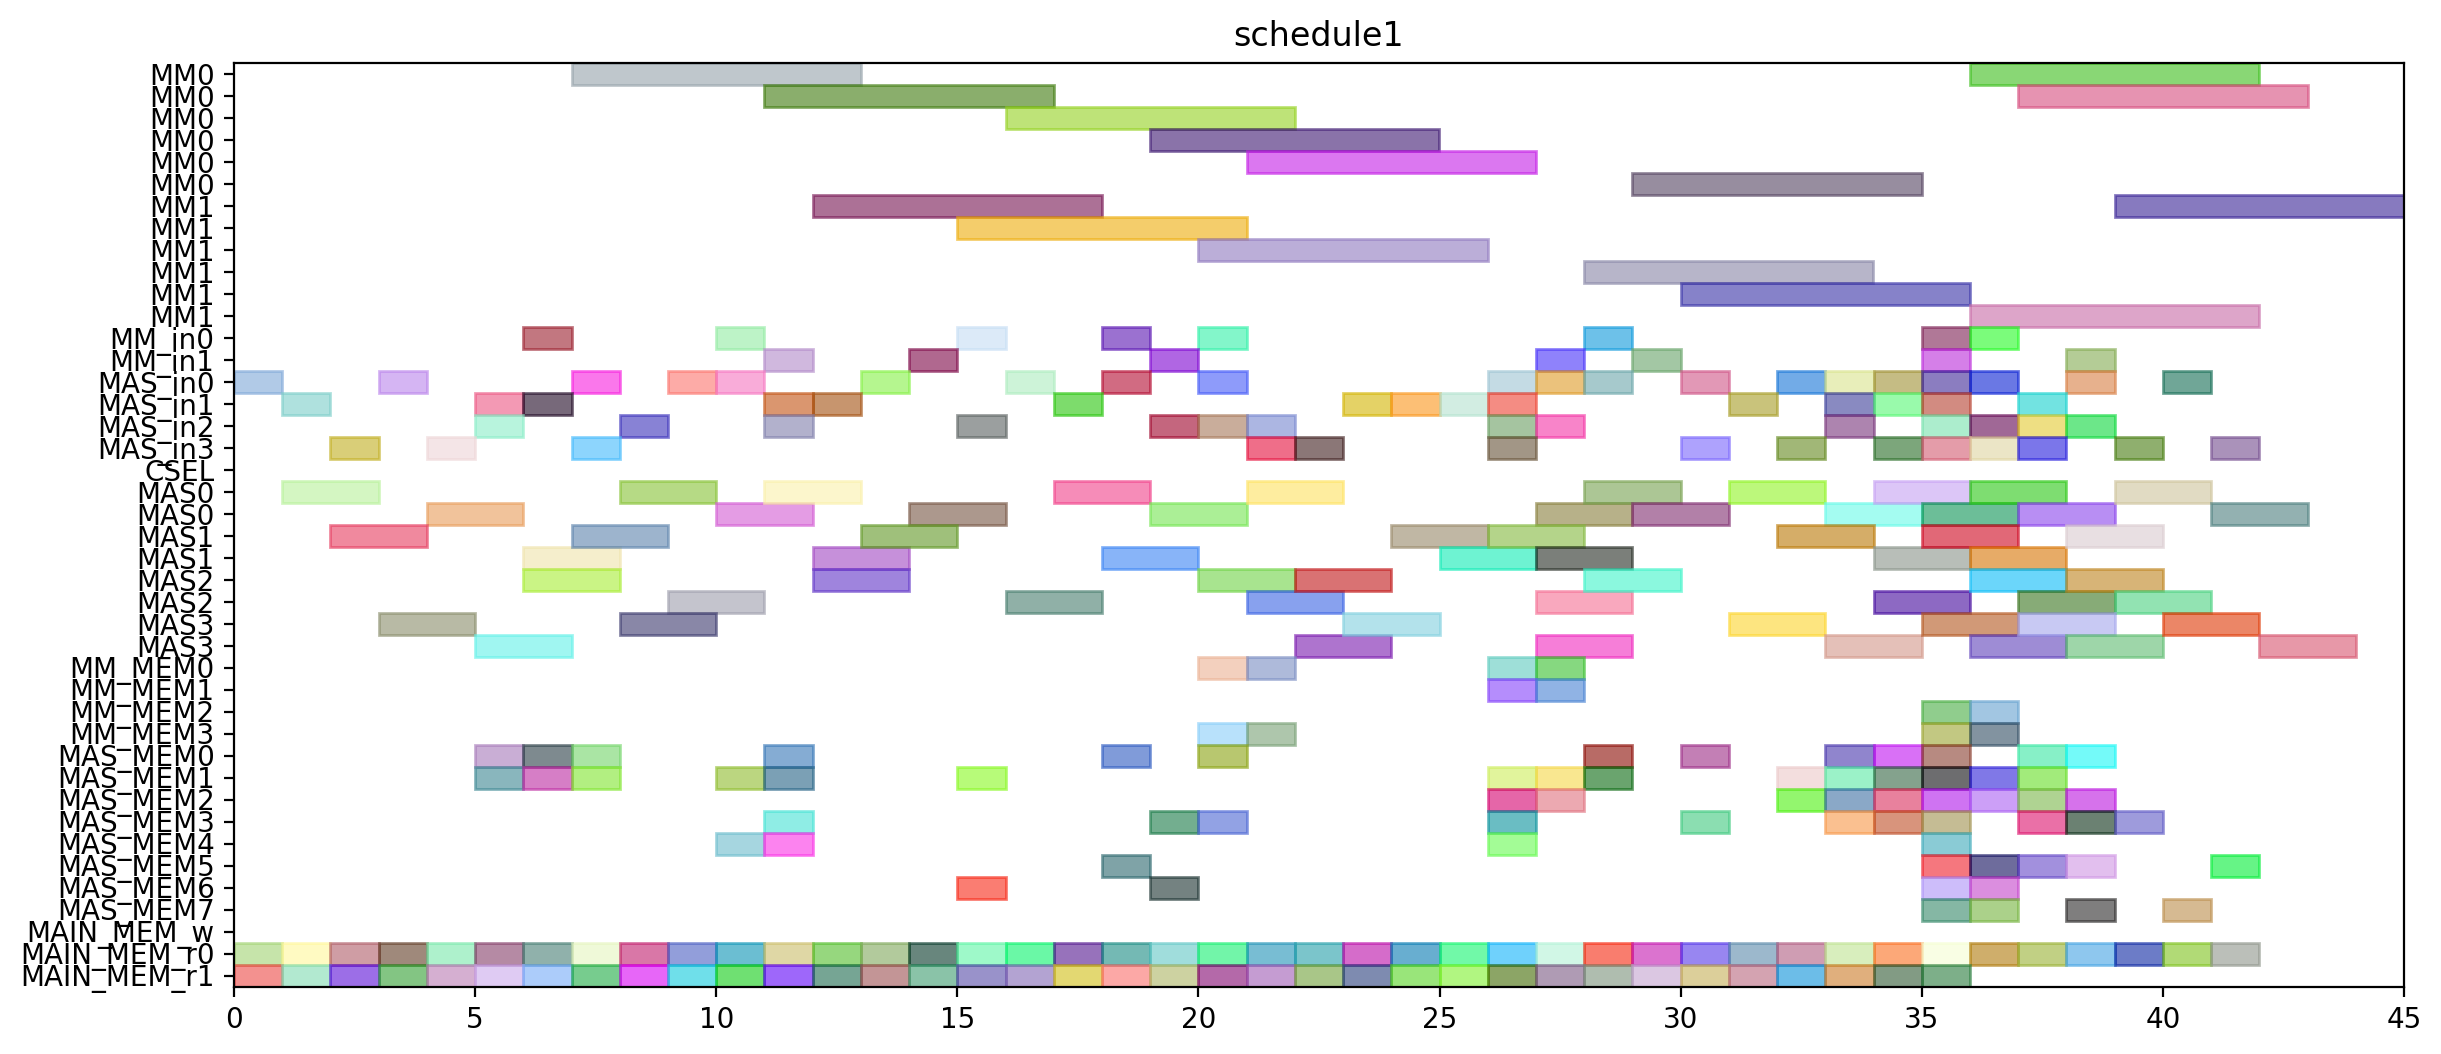 schedule1
MM0
MM0
MM0
MM0
MM0
MM0
MM1
MM1
MM1
MM1
MM1
MM1
MM_in0
MM_in1
MAS_in0
MAS_in1
MAS_in2
MAS_in3
CSEL
MAS0
MAS0
MAS1
MAS1
MAS2
MAS2
MAS3
MAS3
MM_MEM0
MM_MEM1
MM_MEM2
MM_MEM3
MAS_MEM0
MAS_MEM1
MAS_MEM2
MAS_MEM3
MAS_MEM4
MAS_MEM5
MAS_MEM6
MAS_MEM7
MAIN_MEM_w
MAIN_MEM_r0
MAIN_MEM_r1
0 5 10 15 20 25 30 35 40 45